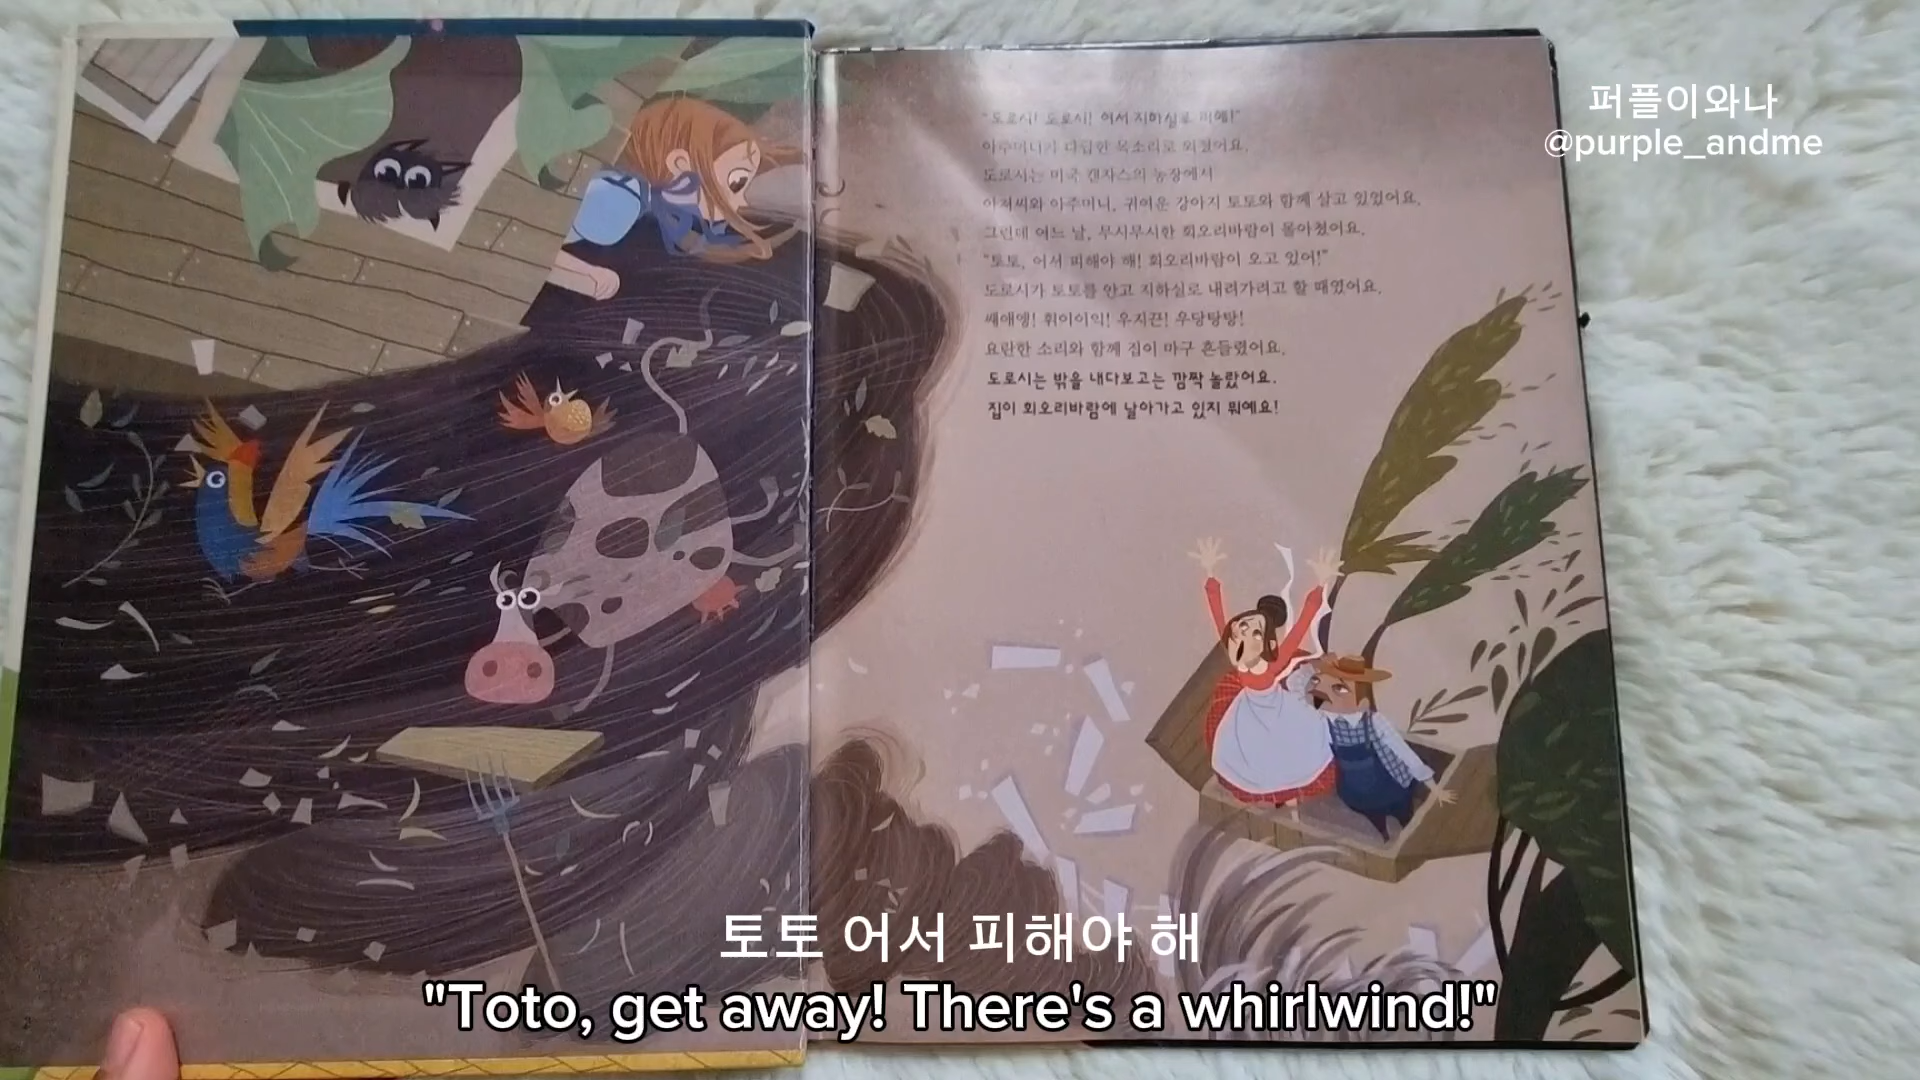 퍼플이와나
@purple_andme
"도로시! 도로시! 어서 지하실로 피해!"
아주머니가 다급한 목소리로 외쳤어요.
도로시는 미국 캔자스의 농장에서
아저씨와 아주머니, 귀여운 강아지 토토와 함께 살고 있었어요.
그런데 어느 날, 무시무시한 회오리바람이 몰아쳤어요.
"토토, 어서 피해야 해! 회오리바람이 오고 있어!"
도로시가 토토를 안고 지하실로 내려가려고 할 때였어요.
쌔애앵! 휘이이익! 우지끈! 우당탕탕!
요란한 소리와 함께 집이 마구 흔들렸어요.
도로시는 밖을 내다보고는 깜짝 놀랐어요.
집이 회오리바람에 날아가고 있지 뭐예요!
토토 어서 피해야 해
"Toto, get away! There's a whirlwind!"